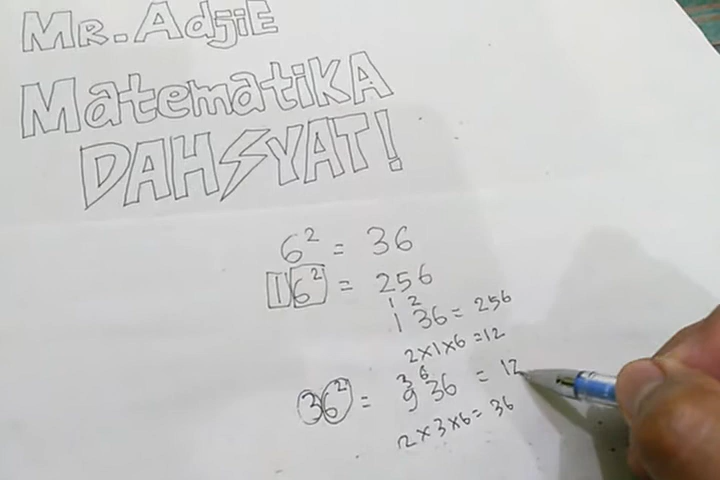 MR. AdjiE
MatematiKA
DAHSYAT!
6² = 36
16² = 256
1 2
1 36 = 256
2×1×6 = 12
3 6
36² = 9 36 = 12
2×3×6 = 36